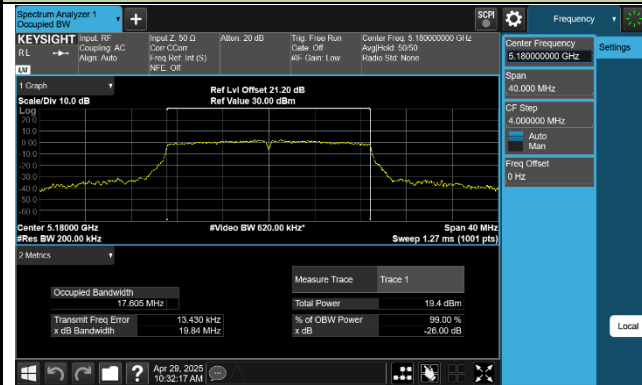 Spectrum Analyzer 1
Occupied BW
SCPI
Frequency
KEYSIGHT
RL
LXI
Input: RF
Coupling: AC
Align: Auto
Input Z: 50 Ω
Corr CCorr
Freq Ref: Int (S)
NFE: Off
Atten: 20 dB
Trig: Free Run
Gate: Off
#IF Gain: Low
Center Freq: 5.180000000 GHz
Avg|Hold: 50/50
Radio Std: None
Center Frequency
5.180000000 GHz
Settings
Span
40.000 MHz
CF Step
4.000000 MHz
Auto
Man
Freq Offset
0 Hz
1 Graph
Scale/Div 10.0 dB
Ref Lvl Offset 21.20 dB
Ref Value 30.00 dBm
Log
20.0
10.0
0.00
-10.0
-20.0
-30.0
-40.0
-50.0
-60.0
Center 5.18000 GHz
#Video BW 620.00 kHz*
Span 40 MHz
#Res BW 200.00 kHz
Sweep 1.27 ms (1001 pts)
2 Metrics
Measure Trace
Trace 1
Occupied Bandwidth
17.605 MHz
Total Power
19.4 dBm
Transmit Freq Error
13.430 kHz
% of OBW Power
99.00 %
x dB Bandwidth
19.84 MHz
x dB
-26.00 dB
Local
Apr 29, 2025
10:32:17 AM